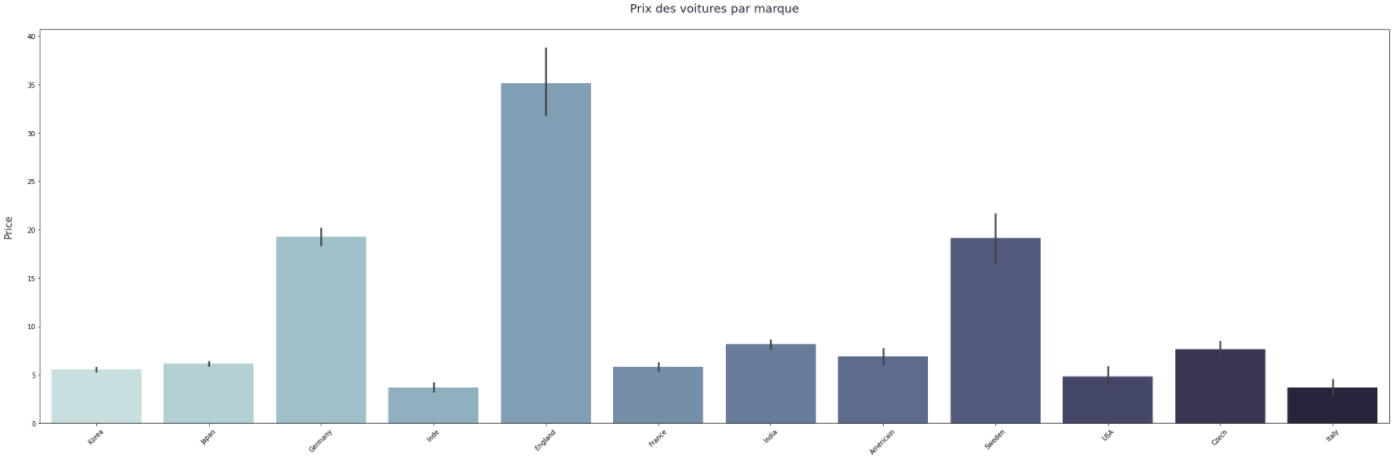 Prix des voitures par marque
Price
40
35
30
25
20
15
10
5
0
Korea
Japan
Germany
Inde
England
France
India
Américain
Sweden
USA
Czech
Italy